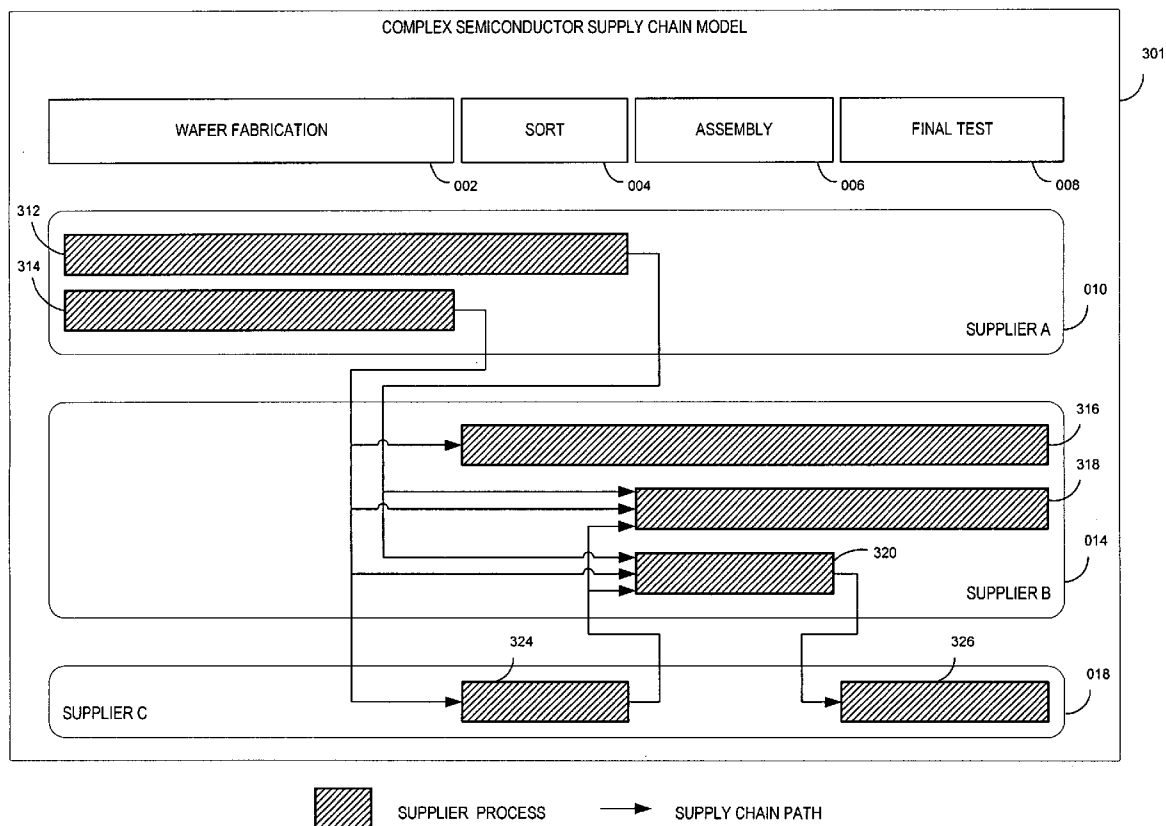 COMPLEX SEMICONDUCTOR SUPPLY CHAIN MODEL
301
WAFER FABRICATION
SORT
ASSEMBLY
FINAL TEST
002
004
006
008
312
314
010
SUPPLIER A
316
318
320
014
SUPPLIER B
324
326
018
SUPPLIER C
SUPPLIER PROCESS
SUPPLY CHAIN PATH